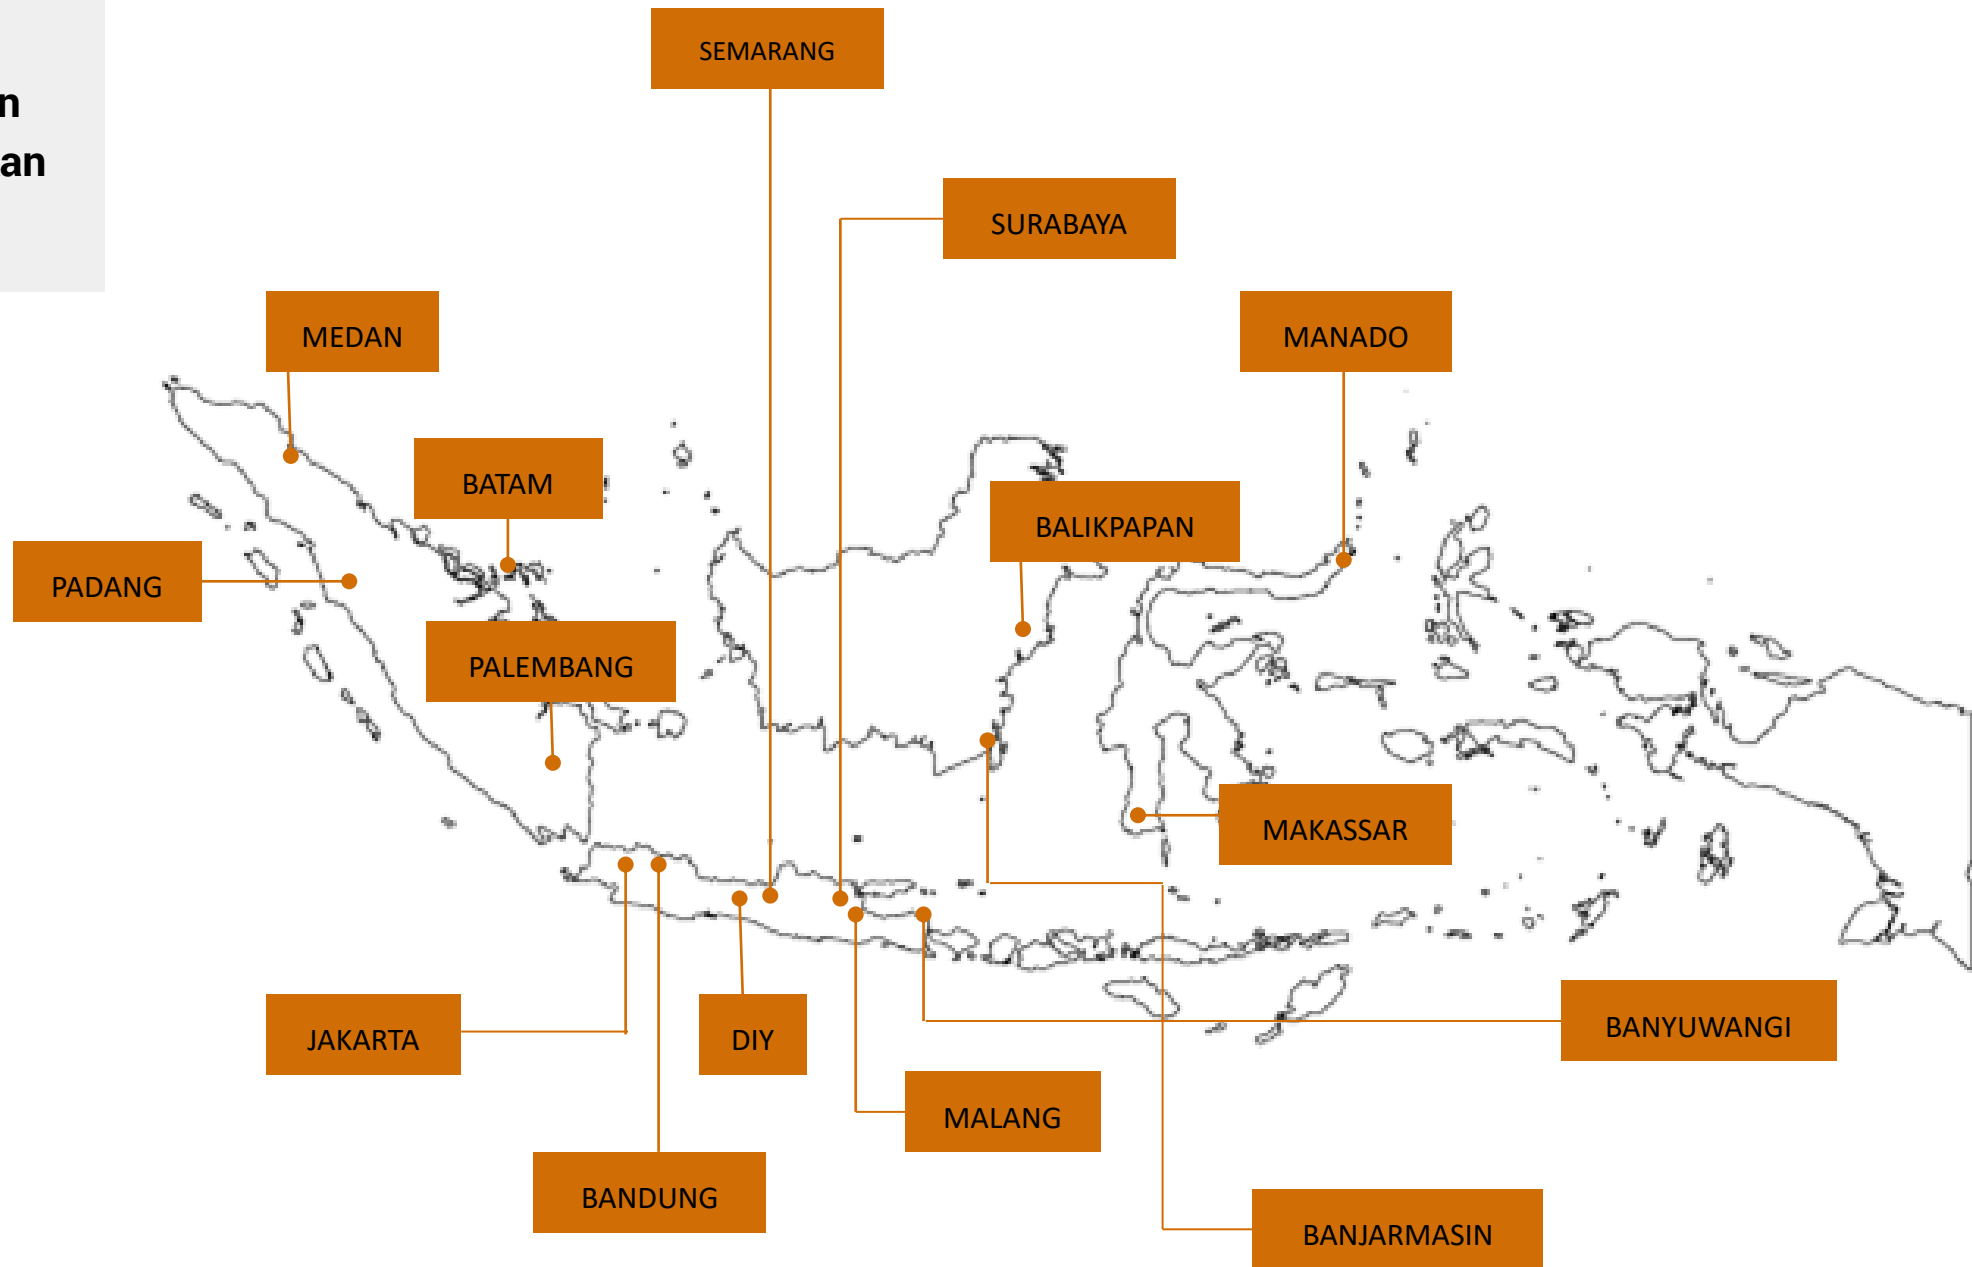 n
an
SEMARANG
SURABAYA
MEDAN
MANADO
BATAM
BALIKPAPAN
PADANG
PALEMBANG
MAKASSAR
JAKARTA
DIY
BANYUWANGI
MALANG
BANDUNG
BANJARMASIN